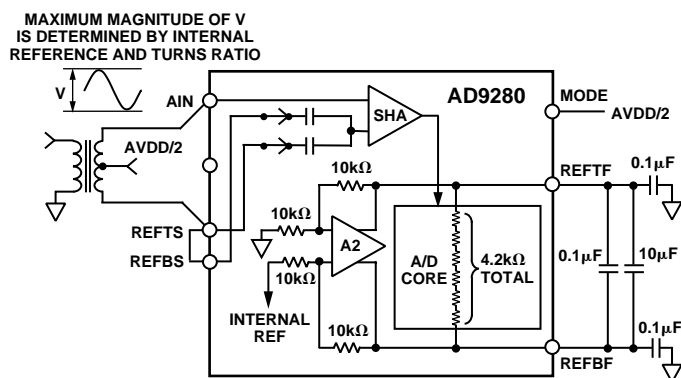 MAXIMUM MAGNITUDE OF V
IS DETERMINED BY INTERNAL
REFERENCE AND TURNS RATIO
V
AIN
AVDD/2
SHA
AD9280
MODE
AVDD/2
REFTF
0.1μF
10kΩ
10kΩ
A2
REFTS
REFBS
10kΩ
A/D
CORE
4.2kΩ
TOTAL
0.1μF
10μF
INTERNAL
REF
10kΩ
0.1μF
REFBF